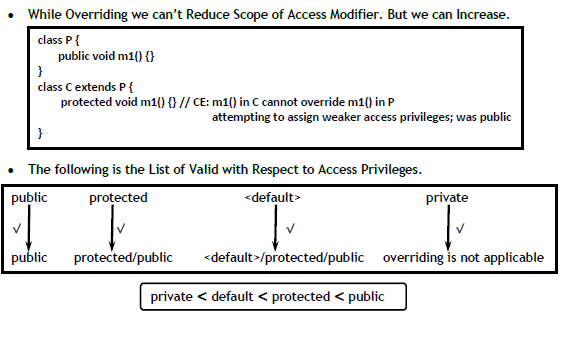 • While Overriding we can't Reduce Scope of Access Modifier. But we can Increase.
class P {
public void m1() {}
}
class C extends P {
protected void m1() {} // CE: m1() in C cannot override m1() in P
attempting to assign weaker access privileges; was public
}
• The following is the List of Valid with Respect to Access Privileges.
public protected <default> private
√ √ √ √
public protected/public <default>/protected/public overriding is not applicable
private < default < protected < public